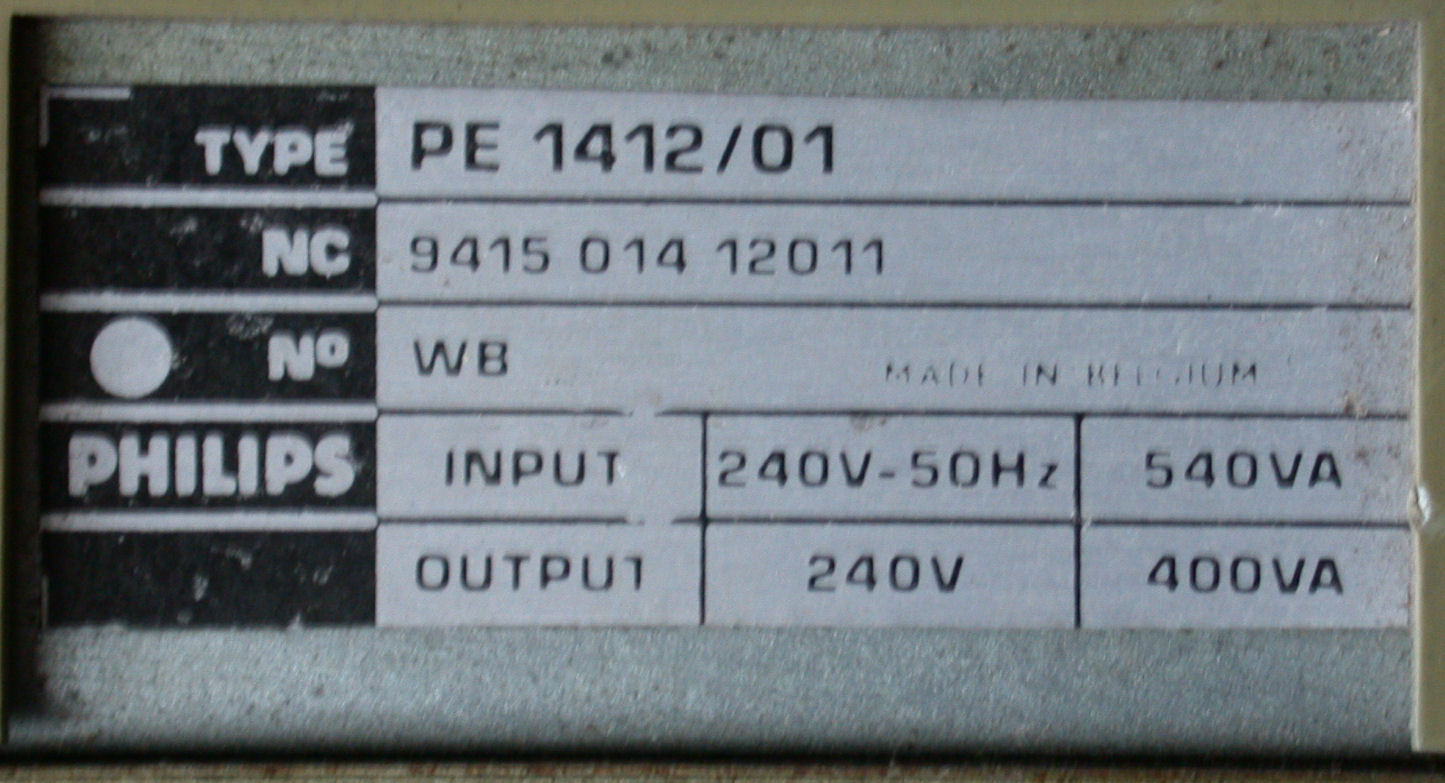 TYPE PE 1412/01
NC 9415 014 12011
Nº WB MADE IN BELGIUM
PHILIPS INPUT 240V-50Hz 540VA
OUTPUT 240V 400VA